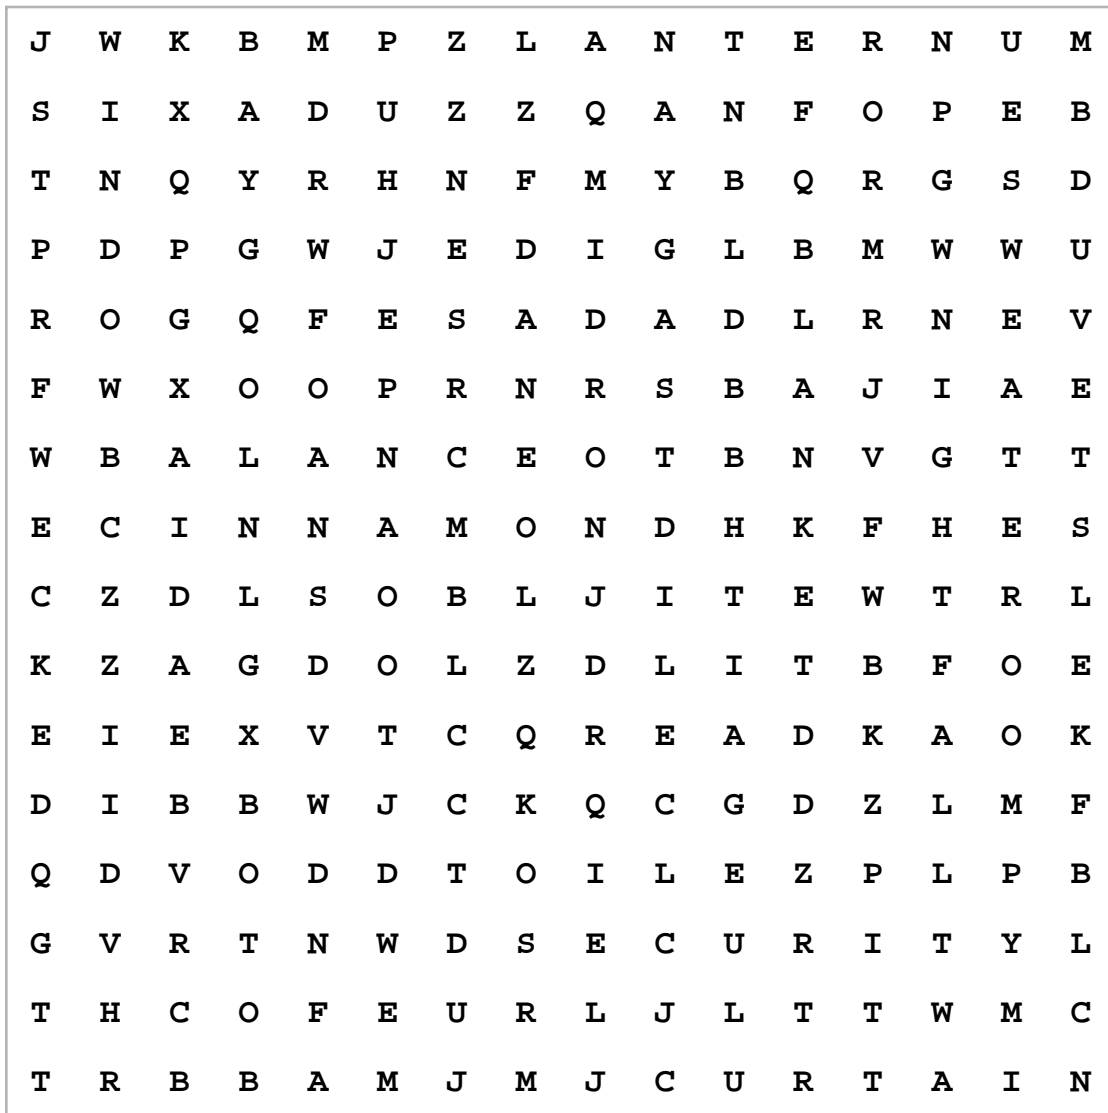 J W K B M P Z L A N T E R N U M
S I X A D U Z Z Q A N F O P E B
T N Q Y R H N F M Y B Q R G S D
P D P G W J E D I G L B M W W U
R O G Q F E S A D A D L R N E V
F W X O O P R N R S B A J I A E
W B A L A N C E O T B N V G T T
E C I N N A M O N D H K F H E S
C Z D L S O B L J I T E W T R L
K Z A G D O L Z D L I T B F O E
E I E X V T C Q R E A D K A O K
D I B B W J C K Q C G D Z L M F
Q D V O D D T O I L E Z P L P B
G V R T N W D S E C U R I T Y L
T H C O F E U R L J L T T W M C
T R B B A M J M J C U R T A I N